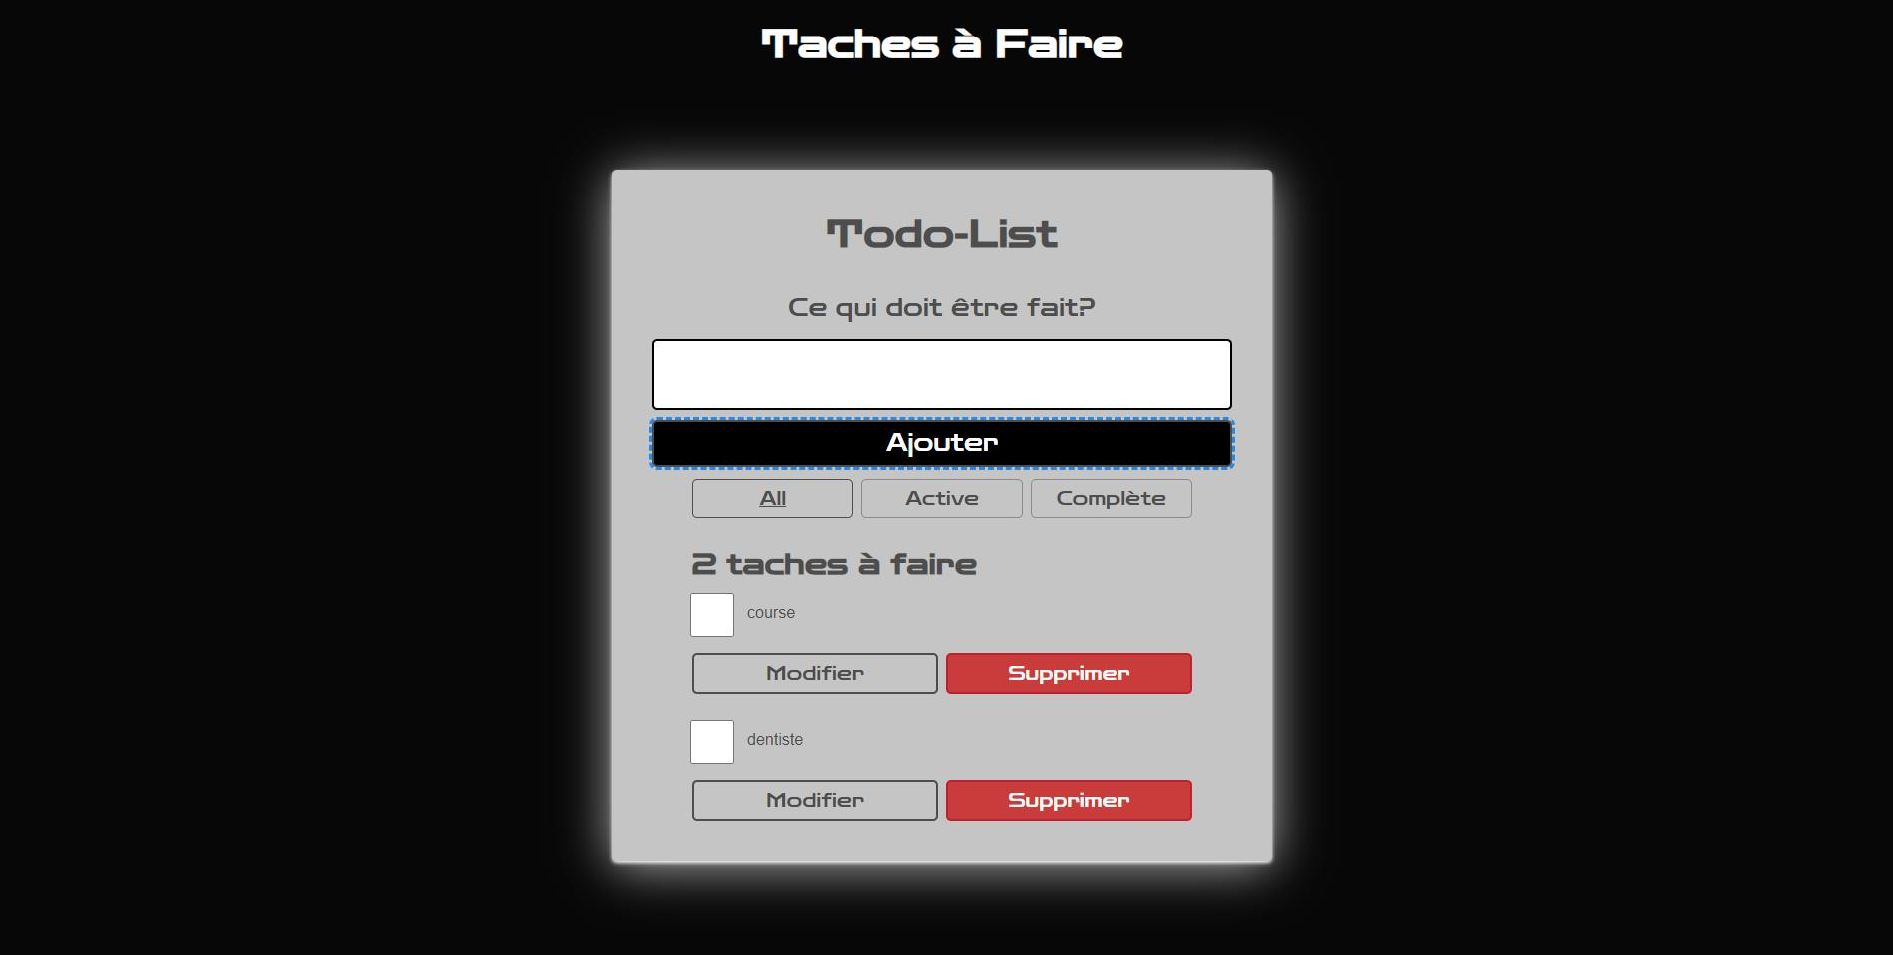 Taches à Faire
Todo-List
Ce qui doit être fait?
Ajouter
All Active Complète
2 taches à faire
course
Modifier Supprimer
dentiste
Modifier Supprimer